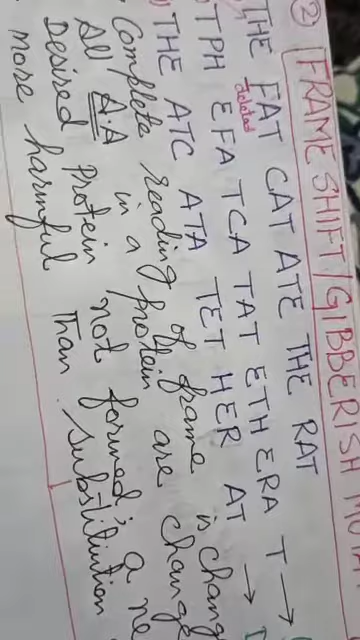 ② FRAME SHIFT/GIBBERISH MUTA
THE FAT CAT ATE THE RAT
deleted
TPH EFA TCA TAT ETH ERA T →
THE ATC ATA TET HER AT →
Complete reading of frame is chang
All A.A in a protein are change
Desired Protein not formed; a ne
more harmful than substitution